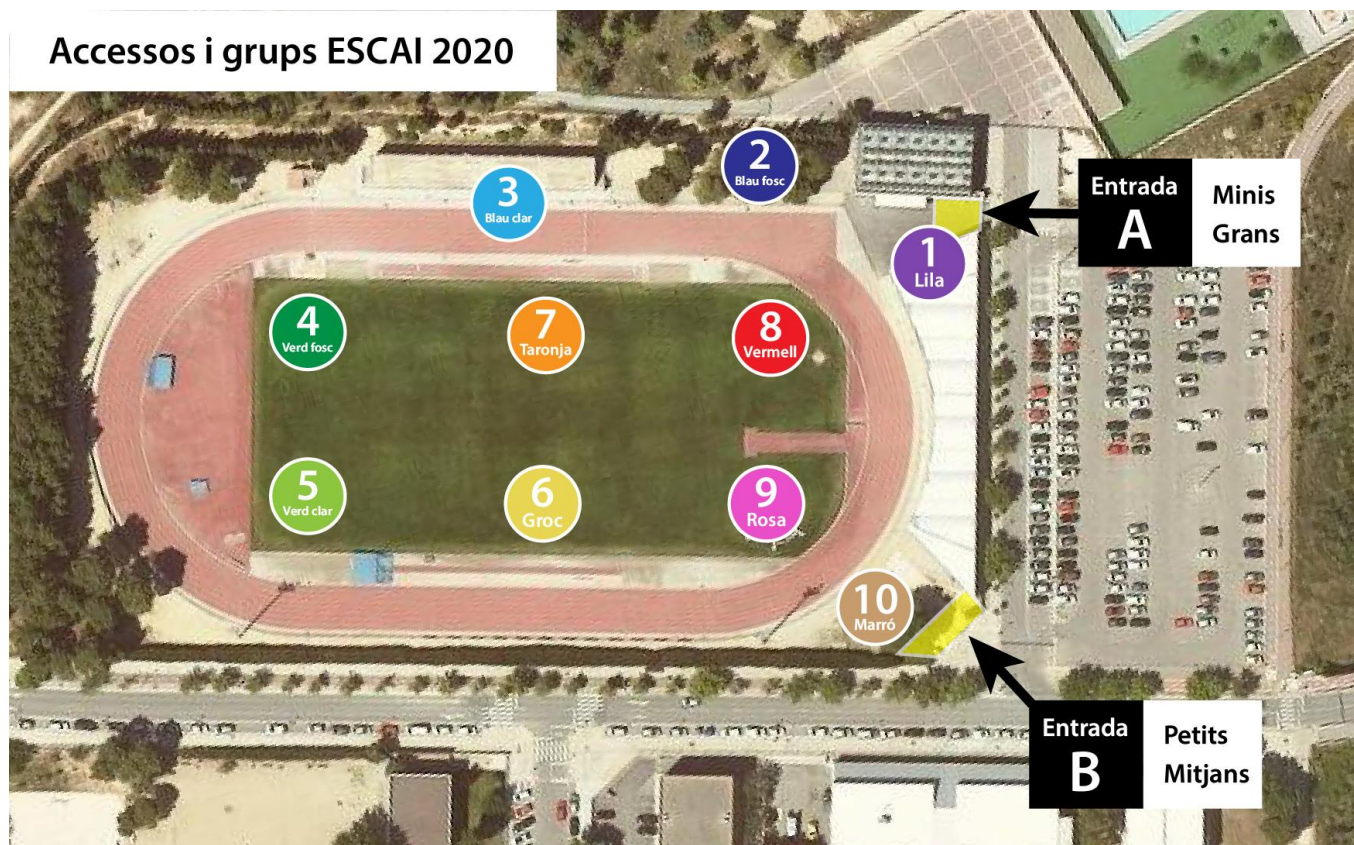 Accessos i grups ESCAI 2020
2
Blau fosc
3
Blau clar
Entrada
A
Minis
Grans
1
Lila
4
Verd fosc
7
Taronja
8
Vermell
5
Verd clar
6
Groc
9
Rosa
10
Marró
Entrada
B
Petits
Mitjans